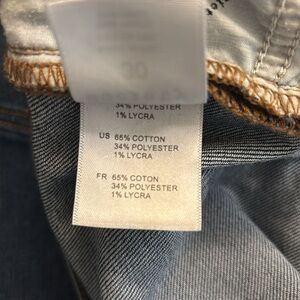 34% POLYESTER
1% LYCRA
US 65% COTTON
34% POLYESTER
1% LYCRA
FR 65% COTON
34% POLYESTER
1% LYCRA